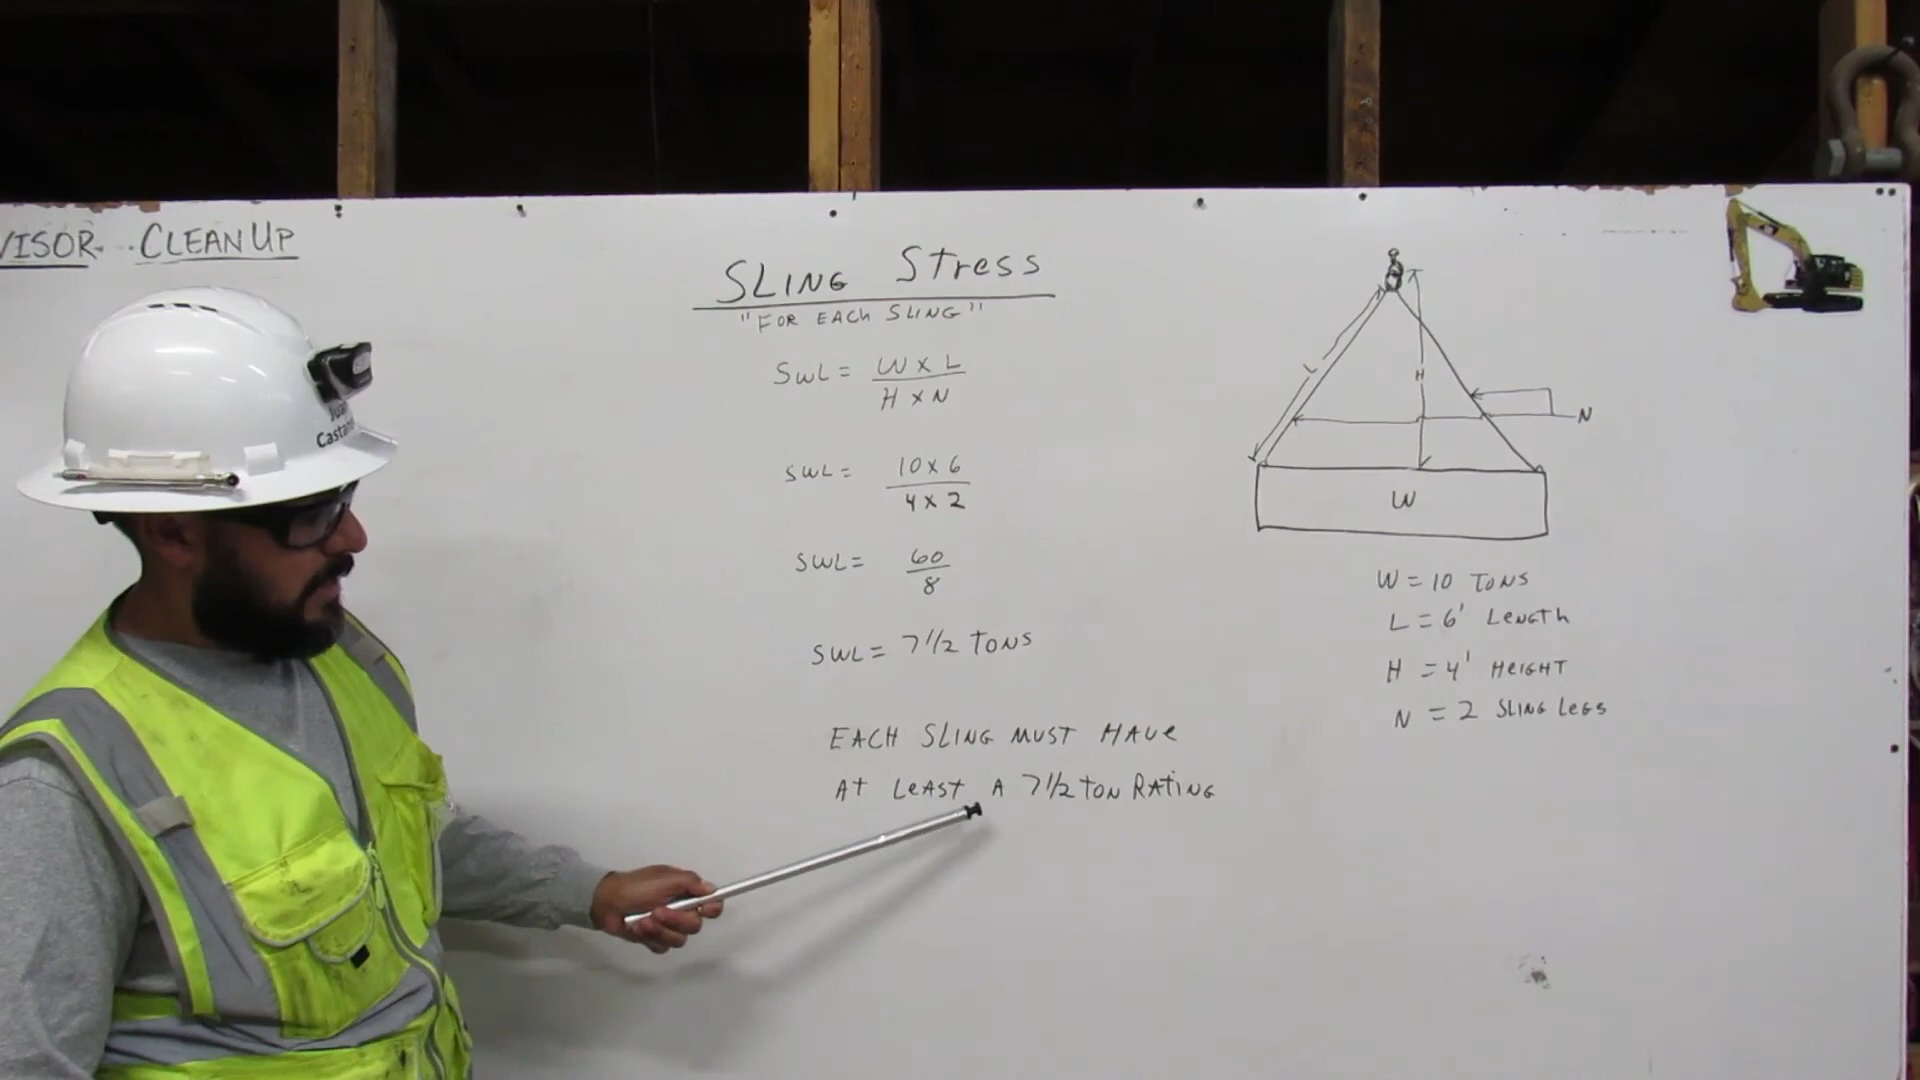 VISOR CLEANUP
SLING STRESS
"FOR EACH SLING"
SWL = W X L
H X N
SWL = 10 X 6
4 X 2
SWL = 60
8
SWL = 7 1/2 TONS
EACH SLING MUST HAVE
AT LEAST A 7 1/2 TON RATING
L
H
N
W
W = 10 TONS
L = 6' LENGTH
H = 4' HEIGHT
N = 2 SLING LEGS